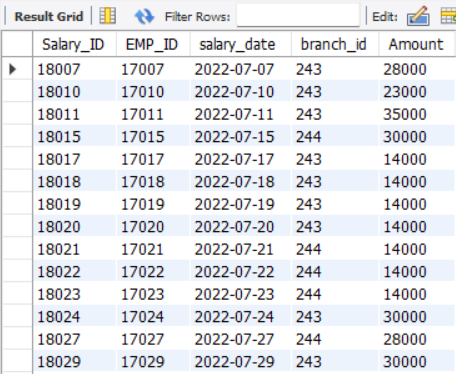 Result Grid Filter Rows: Edit:
Salary_ID EMP_ID salary_date branch_id Amount
18007 17007 2022-07-07 243 28000
18010 17010 2022-07-10 243 23000
18011 17011 2022-07-11 243 35000
18015 17015 2022-07-15 244 30000
18017 17017 2022-07-17 243 14000
18018 17018 2022-07-18 243 14000
18019 17019 2022-07-19 243 14000
18020 17020 2022-07-20 243 14000
18021 17021 2022-07-21 244 14000
18022 17022 2022-07-22 244 14000
18023 17023 2022-07-23 244 14000
18024 17024 2022-07-24 243 30000
18027 17027 2022-07-27 244 28000
18029 17029 2022-07-29 243 30000